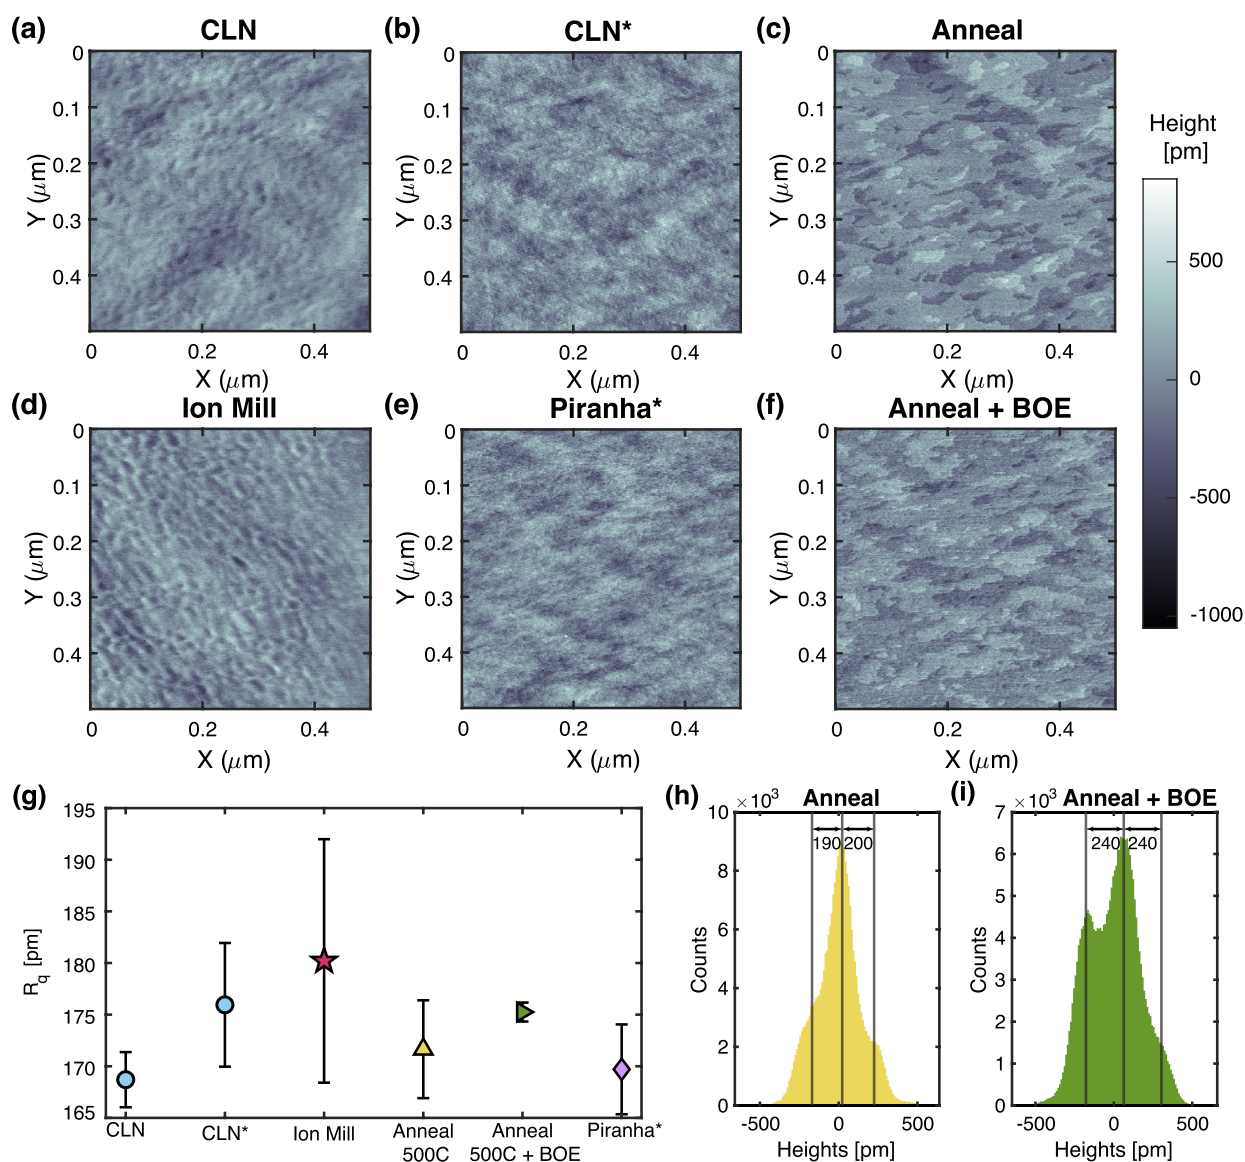 (a) CLN
(b) CLN*
(c) Anneal
0
0.1
0.2
0.3
0.4
Y (μm)
0 0.2 0.4
X (μm)
0
0.1
0.2
0.3
0.4
Y (μm)
0 0.2 0.4
X (μm)
0
0.1
0.2
0.3
0.4
Y (μm)
0 0.2 0.4
X (μm)
Height
[pm]
500
0
-500
-1000
(d) Ion Mill
(e) Piranha*
(f) Anneal + BOE
0
0.1
0.2
0.3
0.4
Y (μm)
0 0.2 0.4
X (μm)
0
0.1
0.2
0.3
0.4
Y (μm)
0 0.2 0.4
X (μm)
0
0.1
0.2
0.3
0.4
Y (μm)
0 0.2 0.4
X (μm)
(g)
195
190
185
180
175
170
165
Rq [pm]
CLN CLN* Ion Mill Anneal Anneal Piranha*
500C 500C + BOE
(h) Anneal
10 ×10³
8
6
4
2
0
Counts
190 200
-500 0 500
Heights [pm]
(i) Anneal + BOE
7 ×10³
6
5
4
3
2
1
0
Counts
240 240
-500 0 500
Heights [pm]